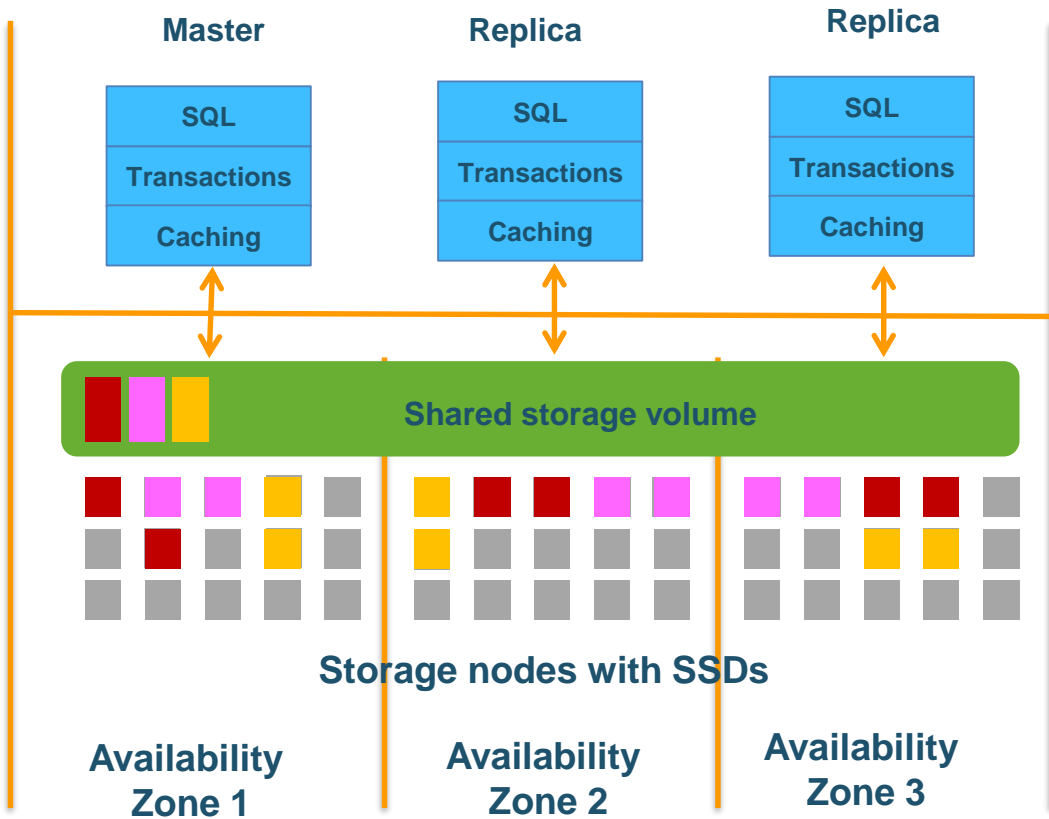 Master
Replica
Replica
SQL
Transactions
Caching
SQL
Transactions
Caching
SQL
Transactions
Caching
Shared storage volume
Storage nodes with SSDs
Availability
Zone 1
Availability
Zone 2
Availability
Zone 3